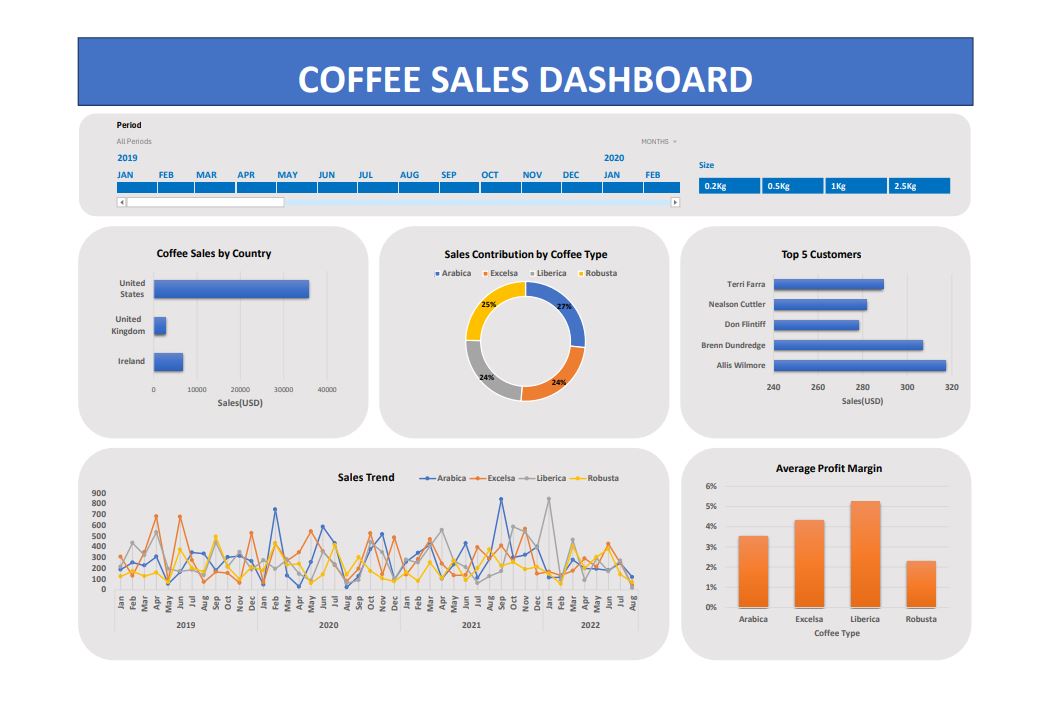 COFFEE SALES DASHBOARD
Period
All Periods
MONTHS
2019 2020
JAN FEB MAR APR MAY JUN JUL AUG SEP OCT NOV DEC JAN FEB
Size
0.2Kg 0.5Kg 1Kg 2.5Kg
Coffee Sales by Country
United
States
United
Kingdom
Ireland
0 10000 20000 30000 40000
Sales(USD)
Sales Contribution by Coffee Type
Arabica Excelsa Liberica Robusta
25% 27%
24% 24%
Top 5 Customers
Terri Farra
Nealson Cuttler
Don Flintiff
Brenn Dundredge
Allis Wilmore
240 260 280 300 320
Sales(USD)
Sales Trend
Arabica Excelsa Liberica Robusta
900
800
700
600
500
400
300
200
100
0
Jan Feb Mar Apr May Jun Jul Aug Sep Oct Nov Dec Jan Feb Mar Apr May Jun Jul Aug Sep Oct Nov Dec Jan Feb Mar Apr May Jun Jul Aug Sep Oct Nov Dec Jan Feb Mar Apr May Jun Jul Aug
2019 2020 2021 2022
Average Profit Margin
6%
5%
4%
3%
2%
1%
0%
Arabica Excelsa Liberica Robusta
Coffee Type